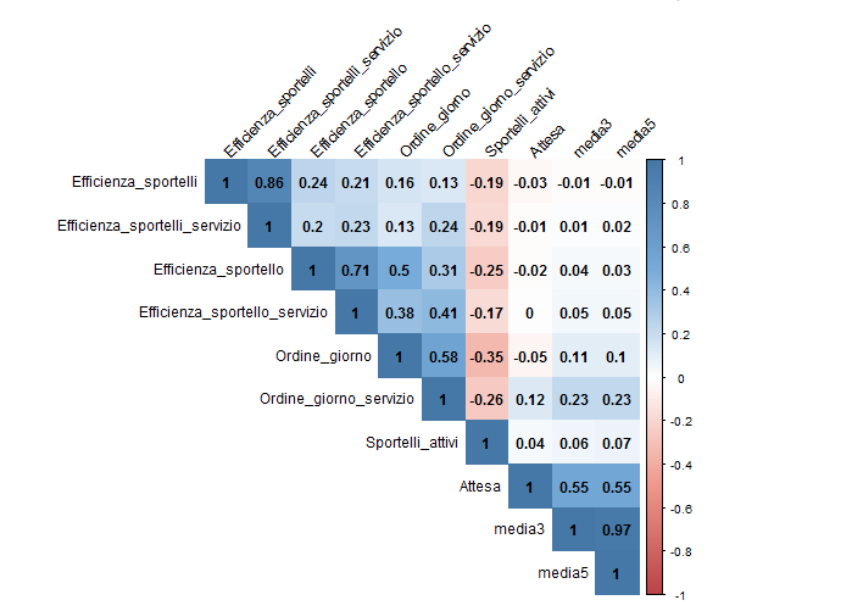 Efficienza_sportelli
Efficienza_sportelli_servizio
Efficienza_sportello
Efficienza_sportello_servizio
Ordine_giorno
Ordine_giorno_servizio
Sportelli_attivi
Attesa
media3
media5
Efficienza_sportelli 1 0.86 0.24 0.21 0.16 0.13 -0.19 -0.03 -0.01 -0.01
Efficienza_sportelli_servizio 1 0.2 0.23 0.13 0.24 -0.19 -0.01 0.01 0.02
Efficienza_sportello 1 0.71 0.5 0.31 -0.25 -0.02 0.04 0.03
Efficienza_sportello_servizio 1 0.38 0.41 -0.17 0 0.05 0.05
Ordine_giorno 1 0.58 -0.35 -0.05 0.11 0.1
Ordine_giorno_servizio 1 -0.26 0.12 0.23 0.23
Sportelli_attivi 1 0.04 0.06 0.07
Attesa 1 0.55 0.55
media3 1 0.97
media5 1
1
0.8
0.6
0.4
0.2
0
-0.2
-0.4
-0.6
-0.8
-1